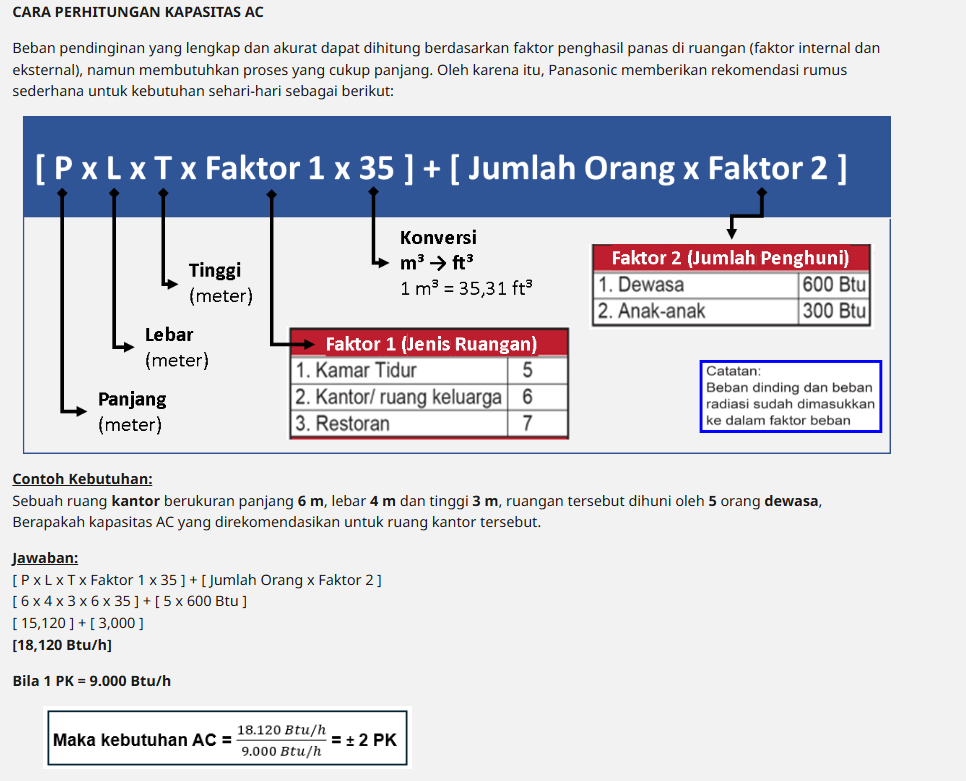 CARA PERHITUNGAN KAPASITAS AC
Beban pendinginan yang lengkap dan akurat dapat dihitung berdasarkan faktor penghasil panas di ruangan (faktor internal dan
eksternal), namun membutuhkan proses yang cukup panjang. Oleh karena itu, Panasonic memberikan rekomendasi rumus
sederhana untuk kebutuhan sehari-hari sebagai berikut:
[ P x L x T x Faktor 1 x 35 ] + [ Jumlah Orang x Faktor 2 ]
Konversi
m³ → ft³
1 m³ = 35,31 ft³
Tinggi
(meter)
Lebar
(meter)
Panjang
(meter)
Faktor 1 (Jenis Ruangan)
1. Kamar Tidur 5
2. Kantor/ ruang keluarga 6
3. Restoran 7
Faktor 2 (Jumlah Penghuni)
1. Dewasa 600 Btu
2. Anak-anak 300 Btu
Catatan:
Beban dinding dan beban
radiasi sudah dimasukkan
ke dalam faktor beban
Contoh Kebutuhan:
Sebuah ruang kantor berukuran panjang 6 m, lebar 4 m dan tinggi 3 m, ruangan tersebut dihuni oleh 5 orang dewasa,
Berapakah kapasitas AC yang direkomendasikan untuk ruang kantor tersebut.
Jawaban:
[ P x L x T x Faktor 1 x 35 ] + [ Jumlah Orang x Faktor 2 ]
[ 6 x 4 x 3 x 6 x 35 ] + [ 5 x 600 Btu ]
[ 15,120 ] + [ 3,000 ]
[18,120 Btu/h]
Bila 1 PK = 9.000 Btu/h
Maka kebutuhan AC = 18.120 Btu/h / 9.000 Btu/h = ± 2 PK